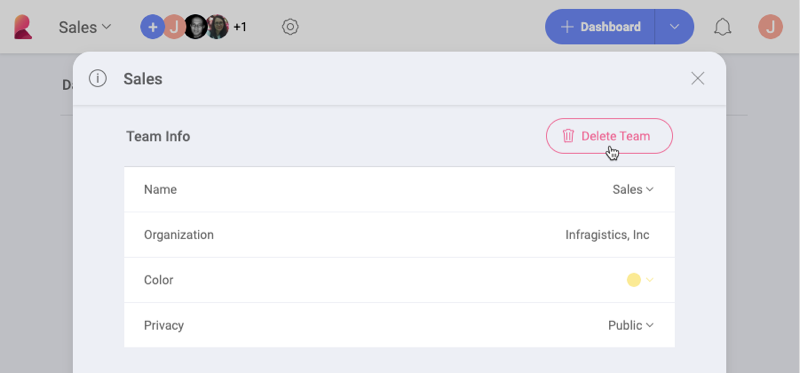 Sales
+
J
+1
+ Dashboard
J
Da
Sales
Team Info
Delete Team
Name Sales
Organization Infragistics, Inc
Color
Privacy Public